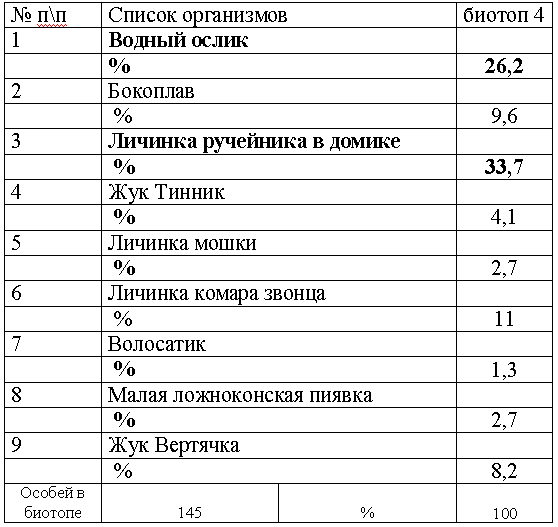 № п\п Список организмов биотоп 4
1 Водный ослик
% 26,2
2 Бокоплав
% 9,6
3 Личинка ручейника в домике
% 33,7
4 Жук Тинник
% 4,1
5 Личинка мошки
% 2,7
6 Личинка комара звонца
% 11
7 Волосатик
% 1,3
8 Малая ложноконская пиявка
% 2,7
9 Жук Вертячка
% 8,2
Особей в
биотопе 145 % 100